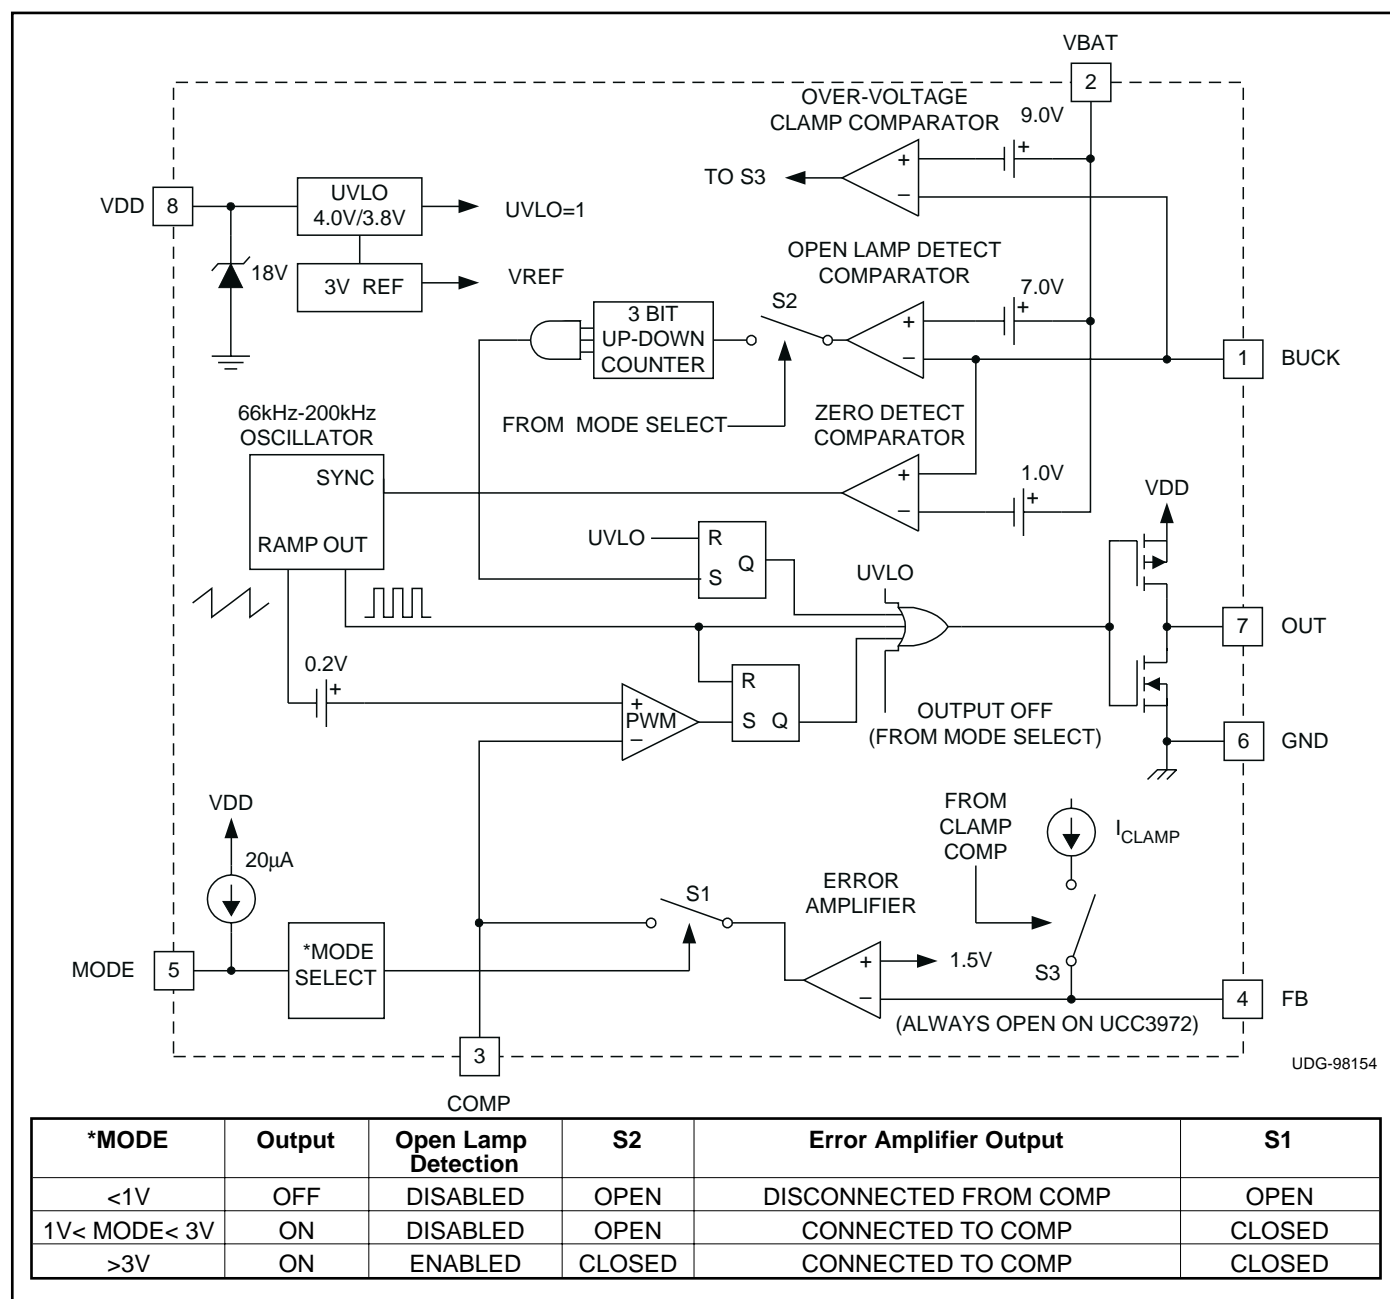 VBAT
2
OVER-VOLTAGE
CLAMP COMPARATOR
9.0V
+
+
–
TO S3
VDD
8
UVLO
4.0V/3.8V
UVLO=1
18V
3V REF
VREF
OPEN LAMP DETECT
COMPARATOR
7.0V
+
S2
3 BIT
UP-DOWN
COUNTER
+
–
1
BUCK
FROM MODE SELECT
ZERO DETECT
COMPARATOR
66kHz-200kHz
OSCILLATOR
SYNC
RAMP OUT
+
–
1.0V
+
VDD
UVLO
R
S
Q
UVLO
7
OUT
0.2V
+
+
PWM
–
R
S Q
OUTPUT OFF
(FROM MODE SELECT)
6
GND
VDD
20µA
FROM
CLAMP
COMP
ICLAMP
S1
ERROR
AMPLIFIER
MODE
5
*MODE
SELECT
+
–
1.5V
S3
4
FB
(ALWAYS OPEN ON UCC3972)
3
COMP
UDG-98154
*MODE Output Open Lamp Detection S2 Error Amplifier Output S1
<1V OFF DISABLED OPEN DISCONNECTED FROM COMP OPEN
1V< MODE< 3V ON DISABLED OPEN CONNECTED TO COMP CLOSED
>3V ON ENABLED CLOSED CONNECTED TO COMP CLOSED